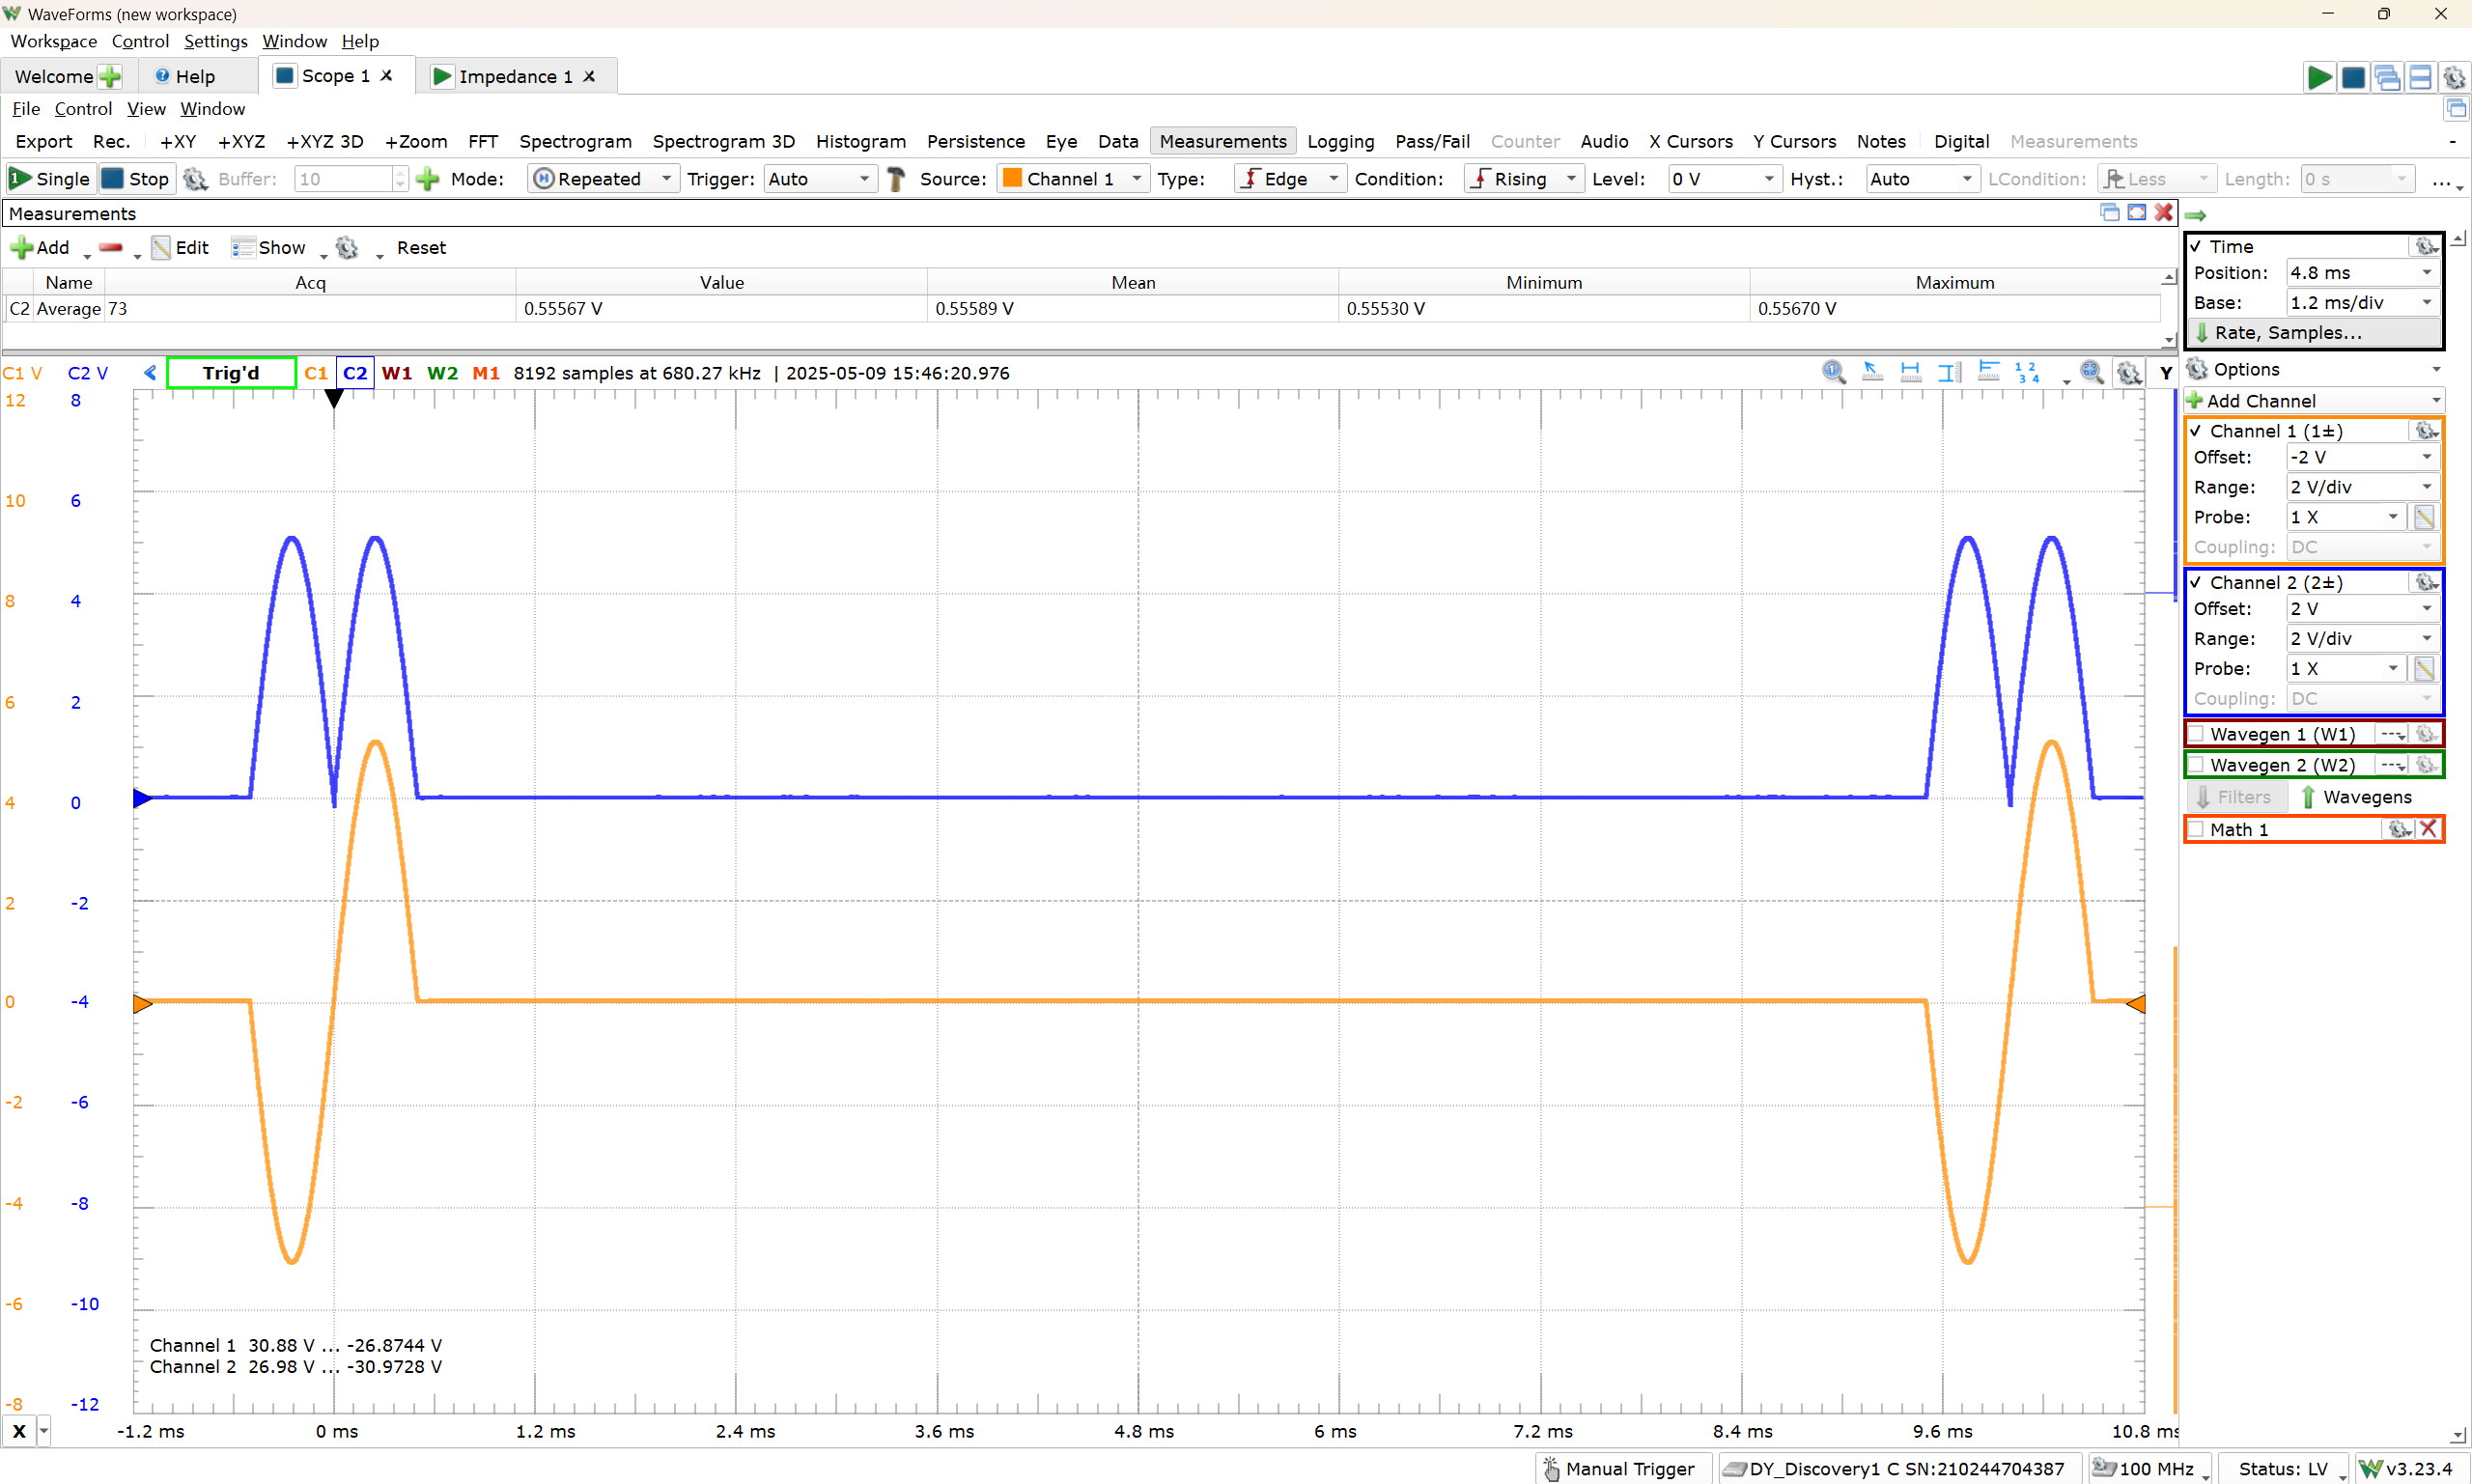 WaveForms (new workspace)
Workspace Control Settings Window Help
Welcome Help Scope 1 Impedance 1
File Control View Window
Export Rec. +XY +XYZ +XYZ 3D +Zoom FFT Spectrogram Spectrogram 3D Histogram Persistence Eye Data Measurements Logging Pass/Fail Counter Audio X Cursors Y Cursors Notes Digital Measurements -
Single Stop Buffer: 10 Mode: Repeated Trigger: Auto Source: Channel 1 Type: Edge Condition: Rising Level: 0 V Hyst.: Auto LCondition: Less Length: 0 s ...
Measurements
Add Edit Show Reset
Name Acq Value Mean Minimum Maximum
C2 Average 73 0.55567 V 0.55589 V 0.55530 V 0.55670 V
C1 V C2 V Trig'd C1 C2 W1 W2 M1 8192 samples at 680.27 kHz | 2025-05-09 15:46:20.976 Y
12 8
10 6
8 4
6 2
4 0
2 -2
0 -4
-2 -6
-4 -8
-6 -10
-8 -12
Channel 1 30.88 V ... -26.8744 V
Channel 2 26.98 V ... -30.9728 V
X -1.2 ms 0 ms 1.2 ms 2.4 ms 3.6 ms 4.8 ms 6 ms 7.2 ms 8.4 ms 9.6 ms 10.8 ms
Time
Position: 4.8 ms
Base: 1.2 ms/div
Rate, Samples...
Options
Add Channel
Channel 1 (1±)
Offset: -2 V
Range: 2 V/div
Probe: 1 X
Coupling: DC
Channel 2 (2±)
Offset: 2 V
Range: 2 V/div
Probe: 1 X
Coupling: DC
Wavegen 1 (W1) ---
Wavegen 2 (W2) ---
Filters Wavegens
Math 1
Manual Trigger DY_Discovery1 C SN:210244704387 100 MHz Status: LV v3.23.4